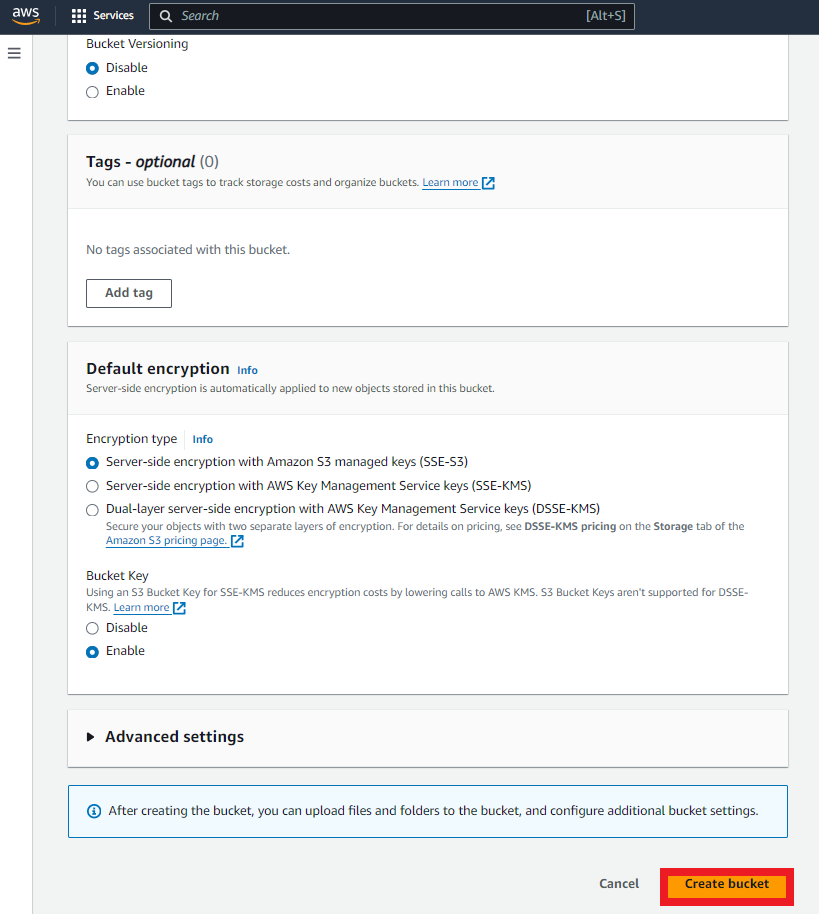 aws
Services
Search
[Alt+S]
Bucket Versioning
Disable
Enable
Tags - optional (0)
You can use bucket tags to track storage costs and organize buckets. Learn more
No tags associated with this bucket.
Add tag
Default encryption Info
Server-side encryption is automatically applied to new objects stored in this bucket.
Encryption type Info
Server-side encryption with Amazon S3 managed keys (SSE-S3)
Server-side encryption with AWS Key Management Service keys (SSE-KMS)
Dual-layer server-side encryption with AWS Key Management Service keys (DSSE-KMS)
Secure your objects with two separate layers of encryption. For details on pricing, see DSSE-KMS pricing on the Storage tab of the
Amazon S3 pricing page.
Bucket Key
Using an S3 Bucket Key for SSE-KMS reduces encryption costs by lowering calls to AWS KMS. S3 Bucket Keys aren't supported for DSSE-
KMS. Learn more
Disable
Enable
Advanced settings
After creating the bucket, you can upload files and folders to the bucket, and configure additional bucket settings.
Cancel
Create bucket